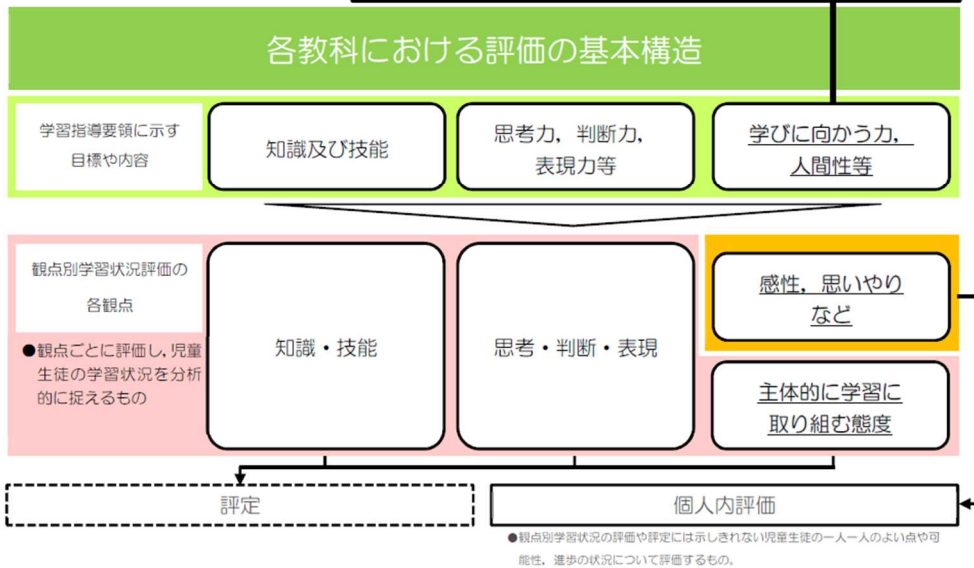 各教科における評価の基本構造
学習指導要領に示す
目標や内容
知識及び技能
思考力，判断力，
表現力等
学びに向かう力，
人間性等
観点別学習状況評価の
各観点
●観点ごとに評価し，児童
生徒の学習状況を分析
的に捉えるもの
知識・技能
思考・判断・表現
感性，思いやり
など
主体的に学習に
取り組む態度
評定
個人内評価
●観点別学習状況の評価や評定には示しきれない児童生徒の一人一人のよい点や可
能性，進歩の状況について評価するもの。